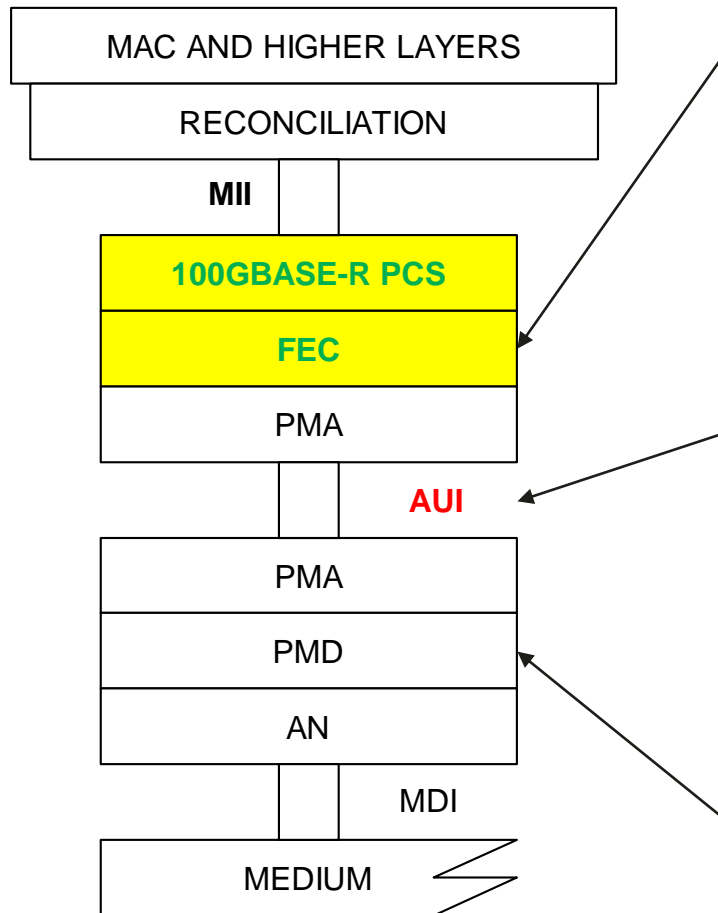 MAC AND HIGHER LAYERS
RECONCILIATION
MII
100GBASE-R PCS
FEC
PMA
AUI
PMA
PMD
AN
MDI
MEDIUM